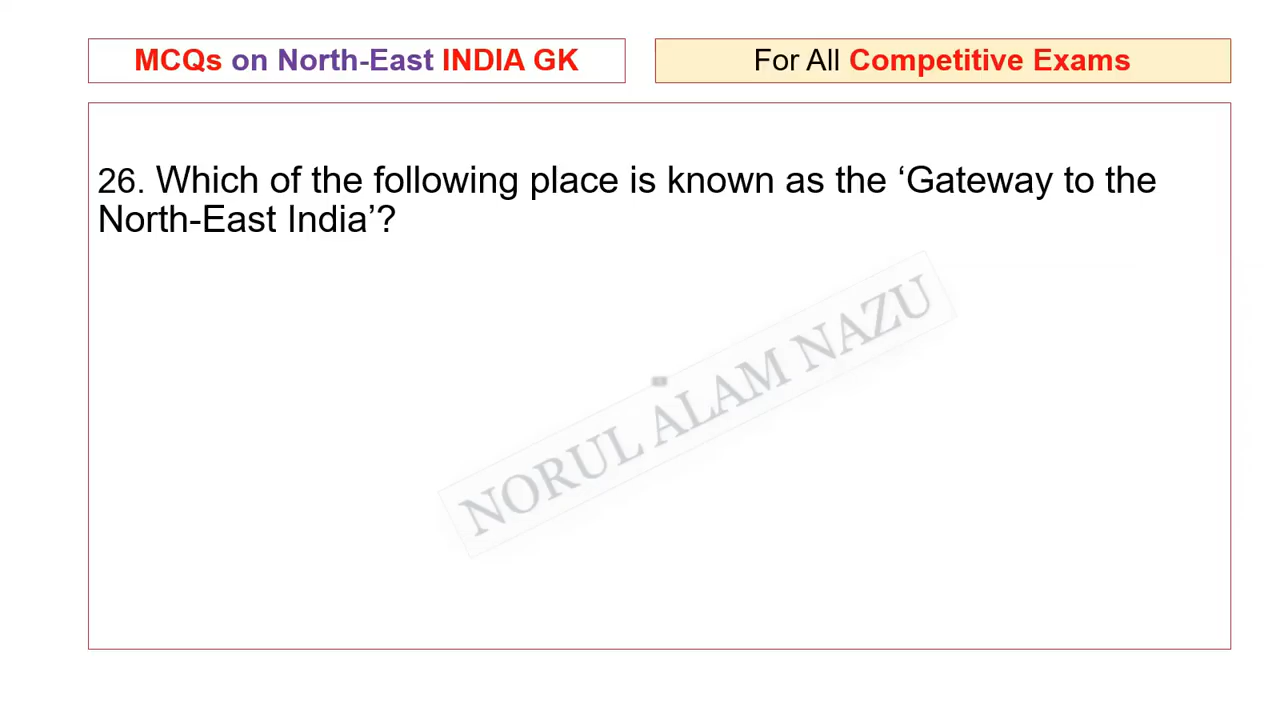 MCQs on North-East INDIA GK
For All Competitive Exams
26. Which of the following place is known as the ‘Gateway to the
North-East India’?
NORUL ALAM NAZU